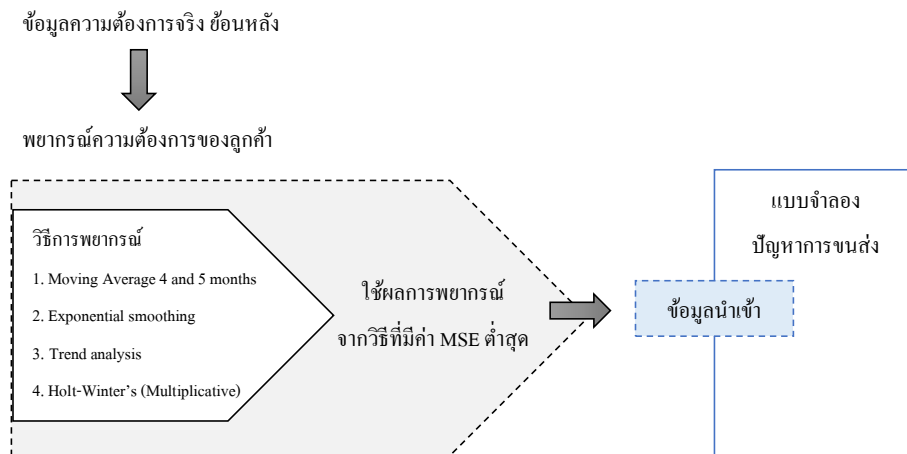 ข้อมูลความต้องการจริง ย้อนหลัง
พยากรณ์ความต้องการของลูกค้า
วิธีการพยากรณ์
1. Moving Average 4 and 5 months
2. Exponential smoothing
3. Trend analysis
4. Holt-Winter's (Multiplicative)
ใช้ผลการพยากรณ์
จากวิธีที่มีค่า MSE ต่ำสุด
แบบจำลอง
ปัญหาการขนส่ง
ข้อมูลนำเข้า